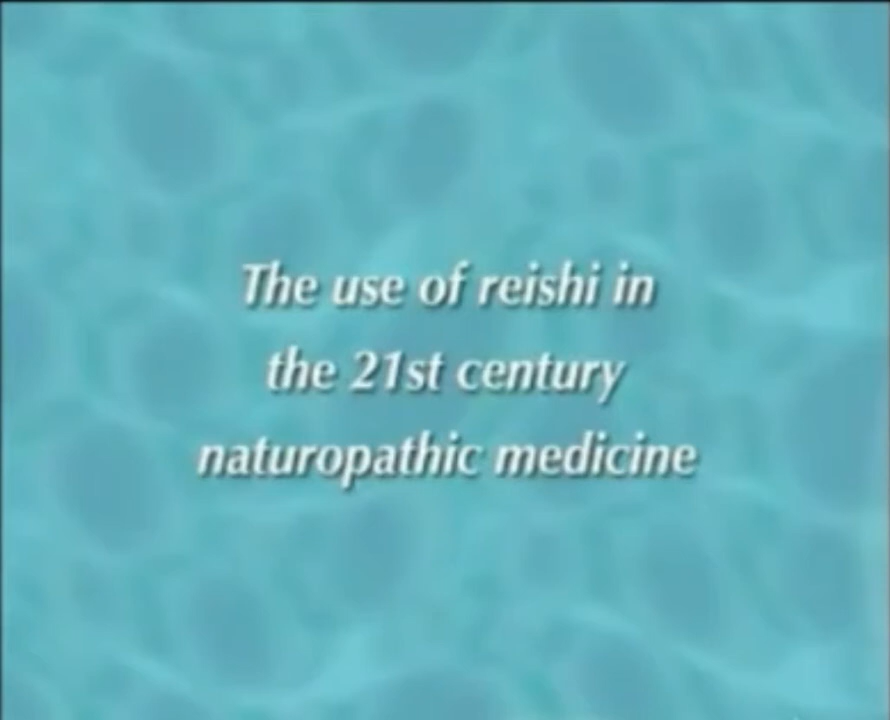 The use of reishi in
the 21st century
naturopathic medicine